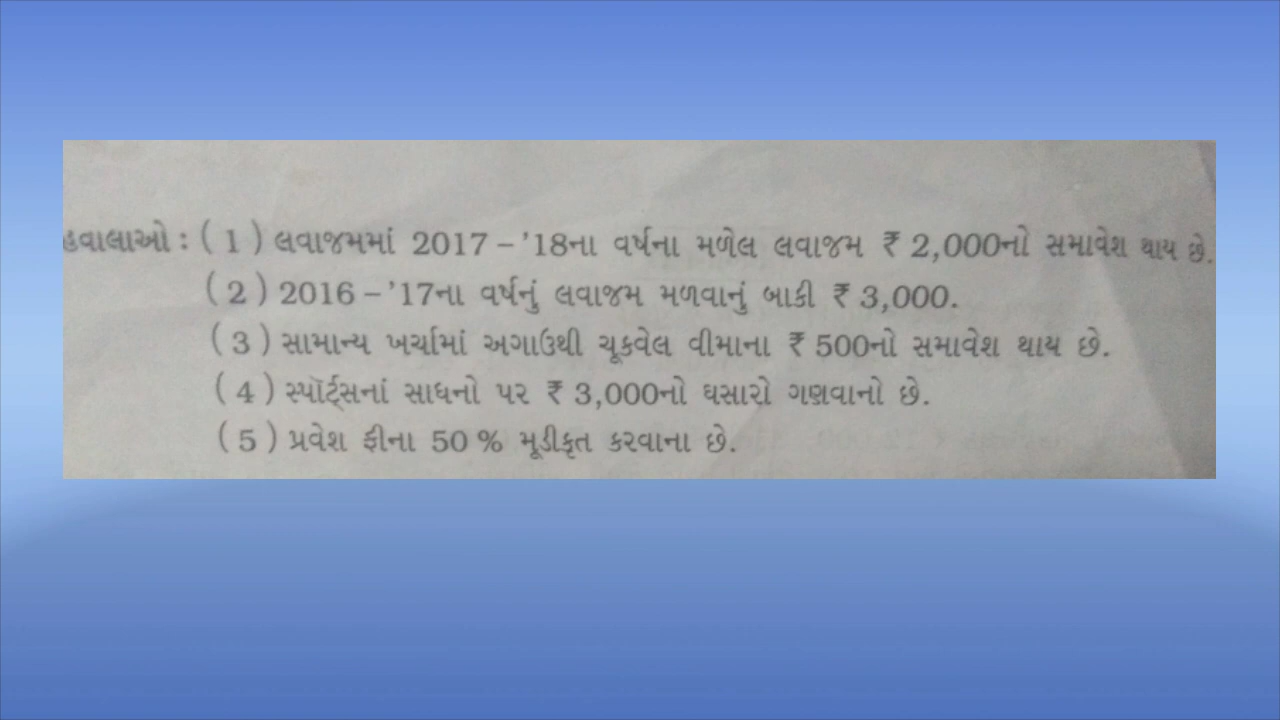 હવાલાઓ : ( 1 ) લવાજમમાં 2017 – '18ના વર્ષના મળેલ લવાજમ ₹ 2,000નો સમાવેશ થાય છે.
( 2 ) 2016 – '17ના વર્ષનું લવાજમ મળવાનું બાકી ₹ 3,000.
( 3 ) સામાન્ય ખર્ચામાં અગાઉથી ચૂકવેલ વીમાના ₹ 500નો સમાવેશ થાય છે.
( 4 ) સ્પૉર્ટ્સનાં સાધનો પર ₹ 3,000નો ઘસારો ગણવાનો છે.
( 5 ) પ્રવેશ ફીના 50 % મૂડીકૃત કરવાના છે.